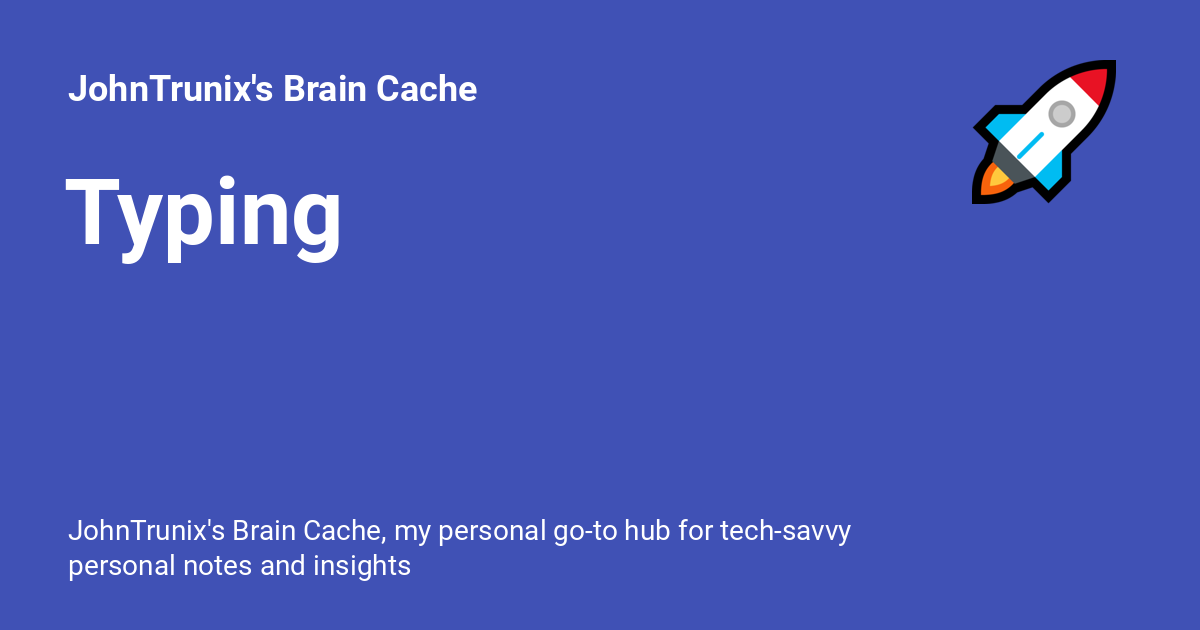 JohnTrunix's Brain Cache
Typing
JohnTrunix's Brain Cache, my personal go-to hub for tech-savvy
personal notes and insights